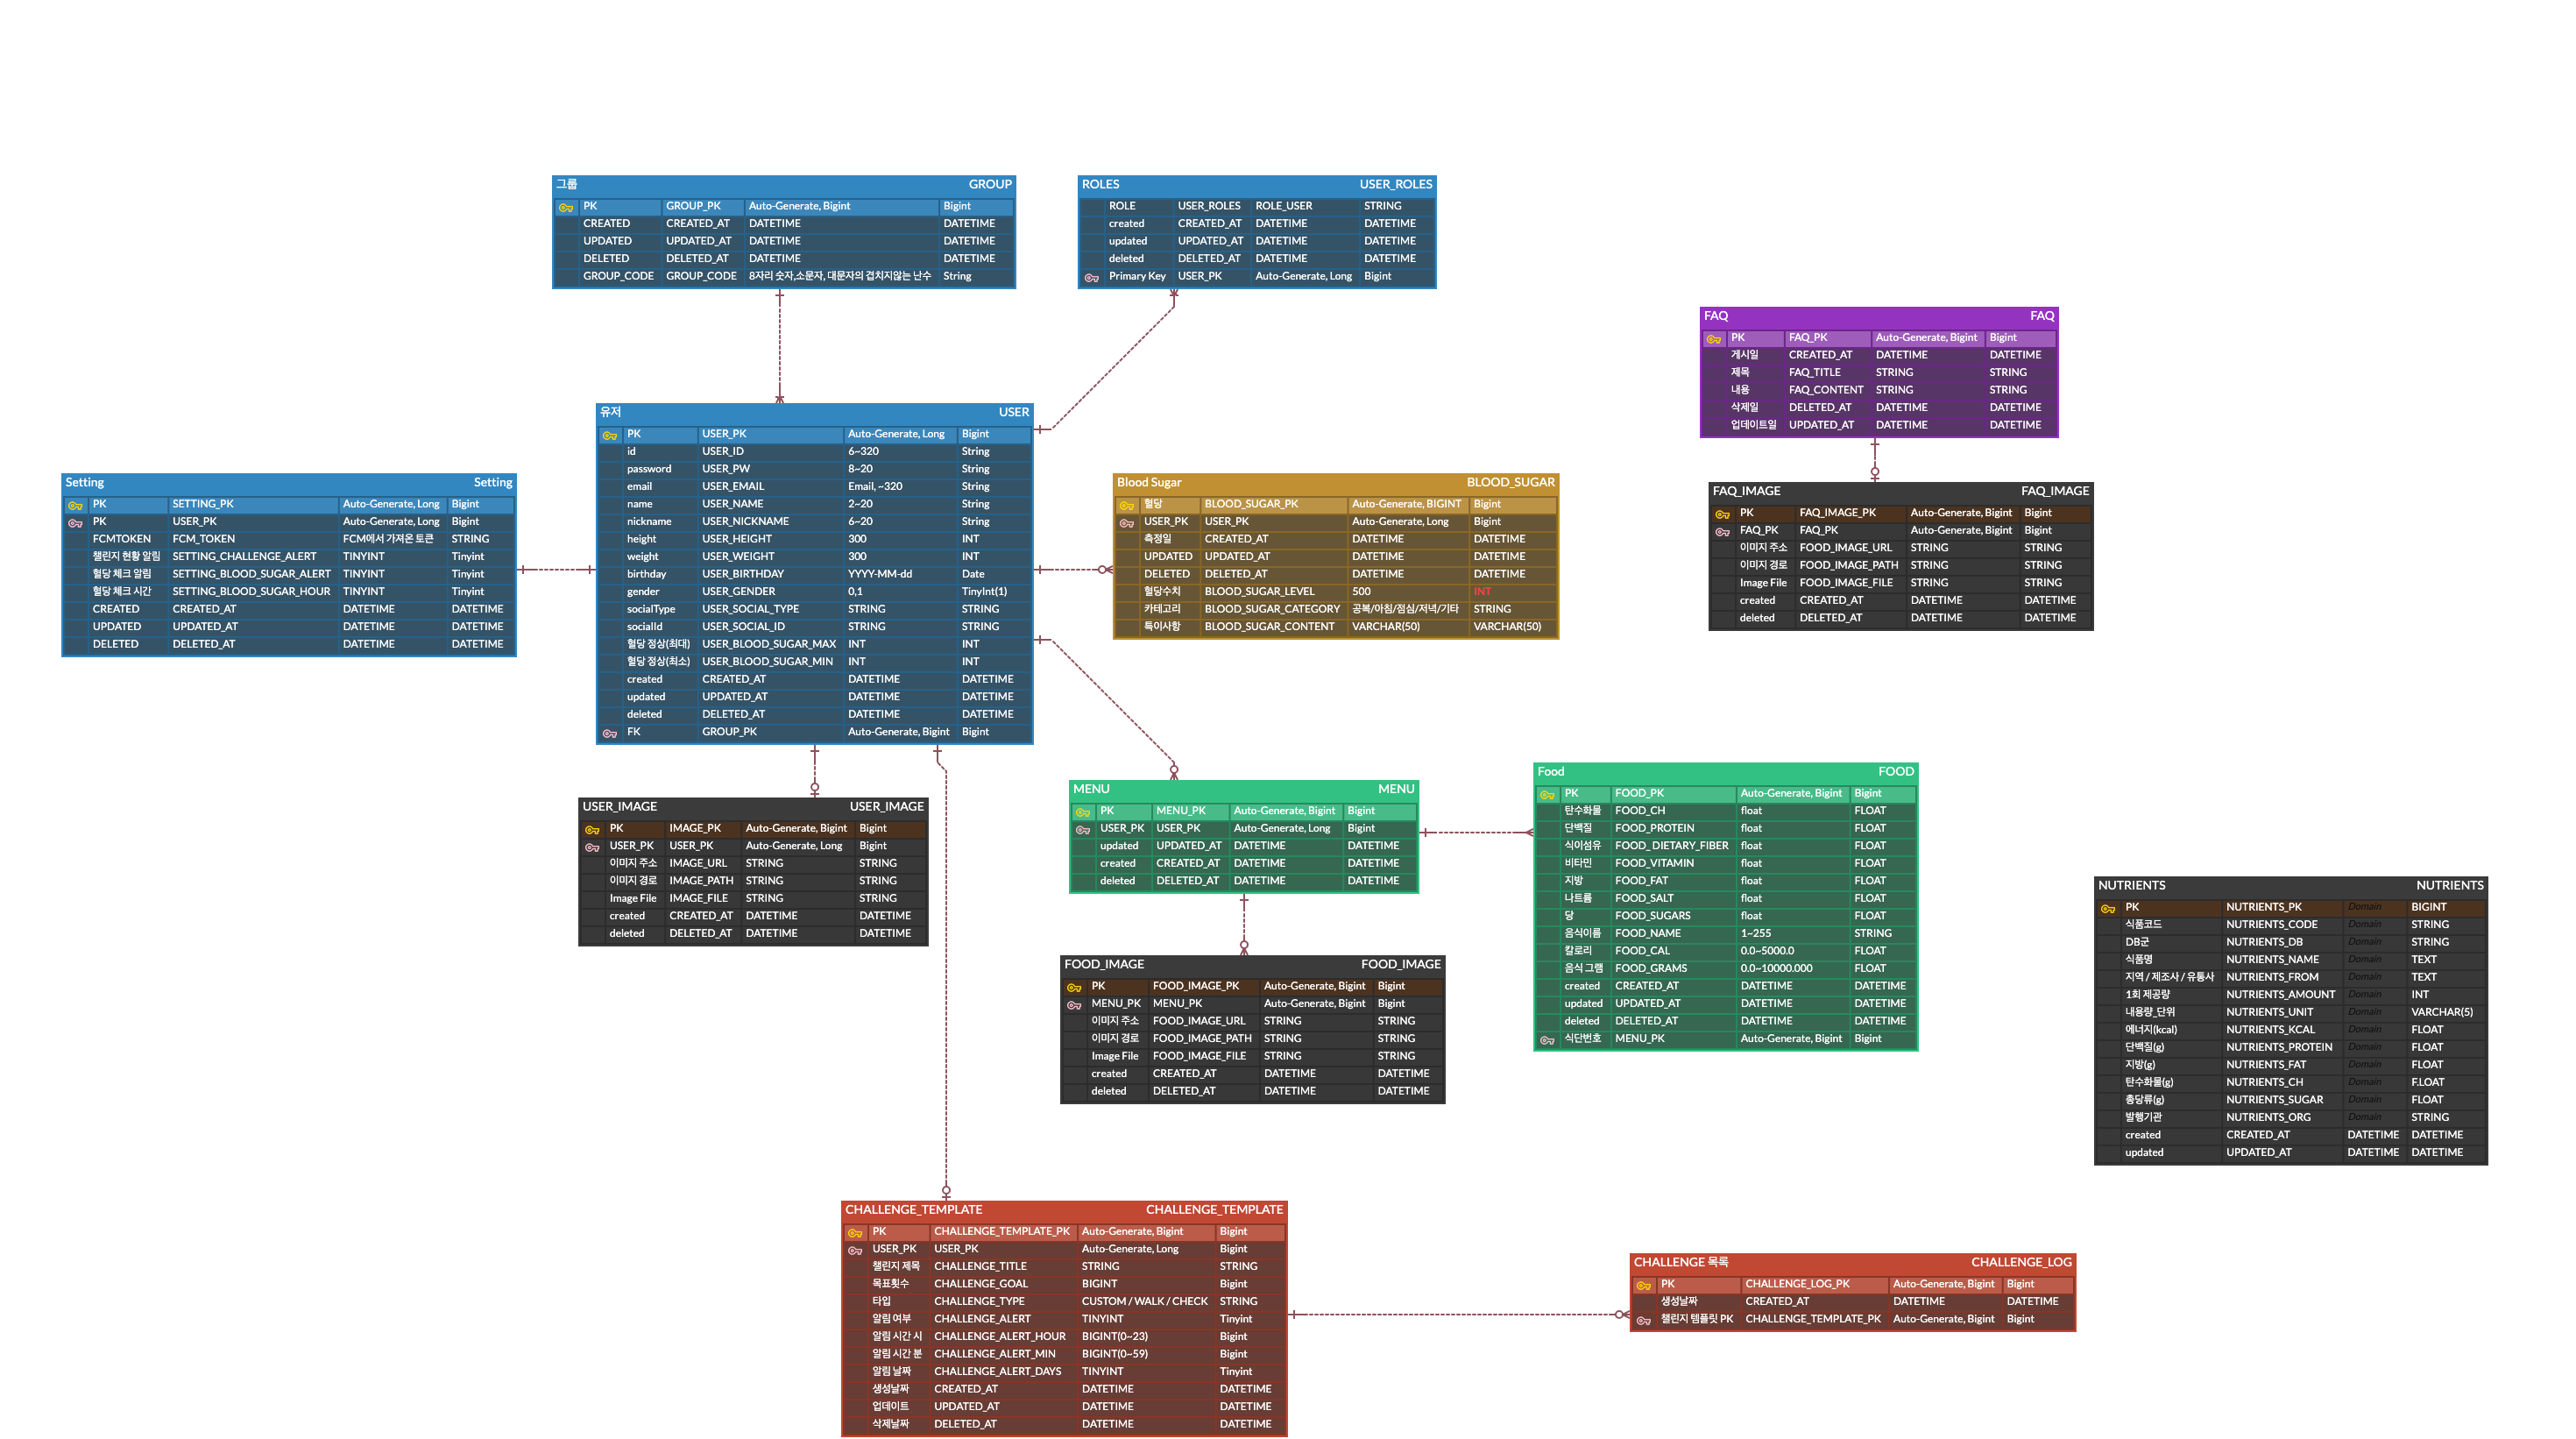 그룹 GROUP
PK GROUP_PK Auto-Generate, Bigint Bigint
CREATED CREATED_AT DATETIME DATETIME
UPDATED UPDATED_AT DATETIME DATETIME
DELETED DELETED_AT DATETIME DATETIME
GROUP_CODE GROUP_CODE 8자리 숫자,소문자, 대문자의 겹치지않는 난수 String
ROLES USER_ROLES
ROLE USER_ROLES ROLE_USER STRING
created CREATED_AT DATETIME DATETIME
updated UPDATED_AT DATETIME DATETIME
deleted DELETED_AT DATETIME DATETIME
Primary Key USER_PK Auto-Generate, Long Bigint
FAQ FAQ
PK FAQ_PK Auto-Generate, Bigint Bigint
게시일 CREATED_AT DATETIME DATETIME
제목 FAQ_TITLE STRING STRING
내용 FAQ_CONTENT STRING STRING
삭제일 DELETED_AT DATETIME DATETIME
업데이트일 UPDATED_AT DATETIME DATETIME
유저 USER
PK USER_PK Auto-Generate, Long Bigint
id USER_ID 6~320 String
password USER_PW 8~20 String
email USER_EMAIL Email, ~320 String
name USER_NAME 2~20 String
nickname USER_NICKNAME 6~20 String
height USER_HEIGHT 300 INT
weight USER_WEIGHT 300 INT
birthday USER_BIRTHDAY YYYY-MM-dd Date
gender USER_GENDER 0,1 TinyInt(1)
socialType USER_SOCIAL_TYPE STRING STRING
socialId USER_SOCIAL_ID STRING STRING
혈당 정상(최대) USER_BLOOD_SUGAR_MAX INT INT
혈당 정상(최소) USER_BLOOD_SUGAR_MIN INT INT
created CREATED_AT DATETIME DATETIME
updated UPDATED_AT DATETIME DATETIME
deleted DELETED_AT DATETIME DATETIME
FK GROUP_PK Auto-Generate, Bigint Bigint
Setting Setting
PK SETTING_PK Auto-Generate, Long Bigint
PK USER_PK Auto-Generate, Long Bigint
FCMTOKEN FCM_TOKEN FCM에서 가져온 토큰 STRING
챌린지 현황 알림 SETTING_CHALLENGE_ALERT TINYINT Tinyint
혈당 체크 알림 SETTING_BLOOD_SUGAR_ALERT TINYINT Tinyint
혈당 체크 시간 SETTING_BLOOD_SUGAR_HOUR TINYINT Tinyint
CREATED CREATED_AT DATETIME DATETIME
UPDATED UPDATED_AT DATETIME DATETIME
DELETED DELETED_AT DATETIME DATETIME
Blood Sugar BLOOD_SUGAR
혈당 BLOOD_SUGAR_PK Auto-Generate, BIGINT Bigint
USER_PK USER_PK Auto-Generate, Long Bigint
측정일 CREATED_AT DATETIME DATETIME
UPDATED UPDATED_AT DATETIME DATETIME
DELETED DELETED_AT DATETIME DATETIME
혈당수치 BLOOD_SUGAR_LEVEL 500 INT
카테고리 BLOOD_SUGAR_CATEGORY 공복/아침/점심/저녁/기타 STRING
특이사항 BLOOD_SUGAR_CONTENT VARCHAR(50) VARCHAR(50)
FAQ_IMAGE FAQ_IMAGE
PK FAQ_IMAGE_PK Auto-Generate, Bigint Bigint
FAQ_PK FAQ_PK Auto-Generate, Bigint Bigint
이미지 주소 FOOD_IMAGE_URL STRING STRING
이미지 경로 FOOD_IMAGE_PATH STRING STRING
Image File FOOD_IMAGE_FILE STRING STRING
created CREATED_AT DATETIME DATETIME
deleted DELETED_AT DATETIME DATETIME
USER_IMAGE USER_IMAGE
PK IMAGE_PK Auto-Generate, Bigint Bigint
USER_PK USER_PK Auto-Generate, Long Bigint
이미지 주소 IMAGE_URL STRING STRING
이미지 경로 IMAGE_PATH STRING STRING
Image File IMAGE_FILE STRING STRING
created CREATED_AT DATETIME DATETIME
deleted DELETED_AT DATETIME DATETIME
MENU MENU
PK MENU_PK Auto-Generate, Bigint Bigint
USER_PK USER_PK Auto-Generate, Long Bigint
updated UPDATED_AT DATETIME DATETIME
created CREATED_AT DATETIME DATETIME
deleted DELETED_AT DATETIME DATETIME
Food FOOD
PK FOOD_PK Auto-Generate, Bigint Bigint
탄수화물 FOOD_CH float FLOAT
단백질 FOOD_PROTEIN float FLOAT
식이섬유 FOOD_DIETARY_FIBER float FLOAT
비타민 FOOD_VITAMIN float FLOAT
지방 FOOD_FAT float FLOAT
나트륨 FOOD_SALT float FLOAT
당 FOOD_SUGARS float FLOAT
음식이름 FOOD_NAME 1~255 STRING
칼로리 FOOD_CAL 0.0~5000.0 FLOAT
음식 그램 FOOD_GRAMS 0.0~10000.000 FLOAT
created CREATED_AT DATETIME DATETIME
updated UPDATED_AT DATETIME DATETIME
deleted DELETED_AT DATETIME DATETIME
식단번호 MENU_PK Auto-Generate, Bigint Bigint
FOOD_IMAGE FOOD_IMAGE
PK FOOD_IMAGE_PK Auto-Generate, Bigint Bigint
MENU_PK MENU_PK Auto-Generate, Bigint Bigint
이미지 주소 FOOD_IMAGE_URL STRING STRING
이미지 경로 FOOD_IMAGE_PATH STRING STRING
Image File FOOD_IMAGE_FILE STRING STRING
created CREATED_AT DATETIME DATETIME
deleted DELETED_AT DATETIME DATETIME
NUTRIENTS NUTRIENTS
PK NUTRIENTS_PK Domain BIGINT
식품코드 NUTRIENTS_CODE Domain STRING
DB군 NUTRIENTS_DB Domain STRING
식품명 NUTRIENTS_NAME Domain TEXT
지역 / 제조사 / 유통사 NUTRIENTS_FROM Domain TEXT
1회 제공량 NUTRIENTS_AMOUNT Domain INT
내용량_단위 NUTRIENTS_UNIT Domain VARCHAR(5)
에너지(kcal) NUTRIENTS_KCAL Domain FLOAT
단백질(g) NUTRIENTS_PROTEIN Domain FLOAT
지방(g) NUTRIENTS_FAT Domain FLOAT
탄수화물(g) NUTRIENTS_CH Domain F.LOAT
총당류(g) NUTRIENTS_SUGAR Domain FLOAT
발행기관 NUTRIENTS_ORG Domain STRING
created CREATED_AT DATETIME DATETIME
updated UPDATED_AT DATETIME DATETIME
CHALLENGE_TEMPLATE CHALLENGE_TEMPLATE
PK CHALLENGE_TEMPLATE_PK Auto-Generate, Bigint Bigint
USER_PK USER_PK Auto-Generate, Long Bigint
챌린지 제목 CHALLENGE_TITLE STRING STRING
목표횟수 CHALLENGE_GOAL BIGINT Bigint
타입 CHALLENGE_TYPE CUSTOM / WALK / CHECK STRING
알림 여부 CHALLENGE_ALERT TINYINT Tinyint
알림 시간 시 CHALLENGE_ALERT_HOUR BIGINT(0~23) Bigint
알림 시간 분 CHALLENGE_ALERT_MIN BIGINT(0~59) Bigint
알림 날짜 CHALLENGE_ALERT_DAYS TINYINT Tinyint
생성날짜 CREATED_AT DATETIME DATETIME
업데이트 UPDATED_AT DATETIME DATETIME
삭제날짜 DELETED_AT DATETIME DATETIME
CHALLENGE 목록 CHALLENGE_LOG
PK CHALLENGE_LOG_PK Auto-Generate, Bigint Bigint
생성날짜 CREATED_AT DATETIME DATETIME
챌린지 템플릿 PK CHALLENGE_TEMPLATE_PK Auto-Generate, Bigint Bigint